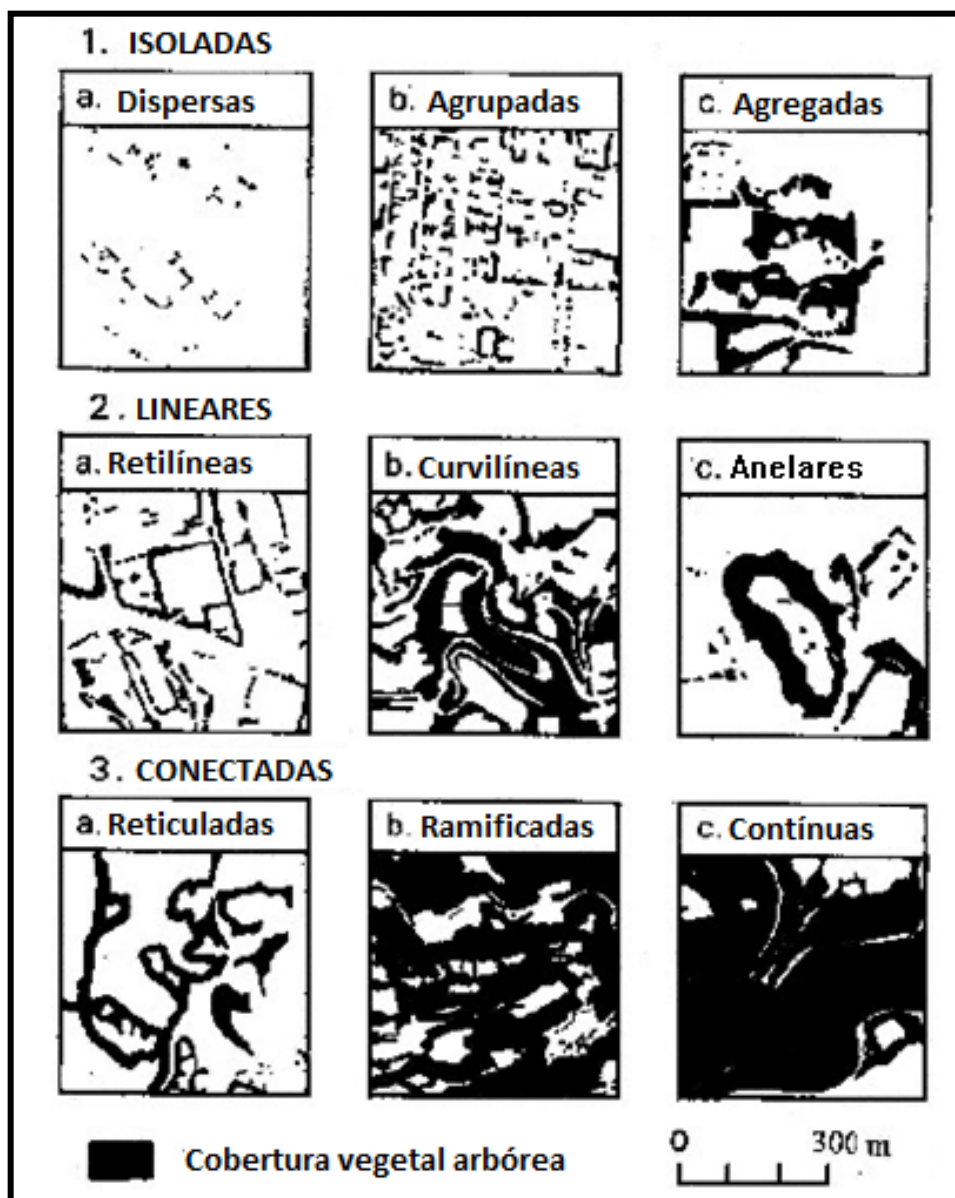 1. ISOLADAS
a. Dispersas
b. Agrupadas
c. Agregadas
2. LINEARES
a. Retilíneas
b. Curvilíneas
c. Anelares
3. CONECTADAS
a. Reticuladas
b. Ramificadas
c. Contínuas
Cobertura vegetal arbórea
0 300 m